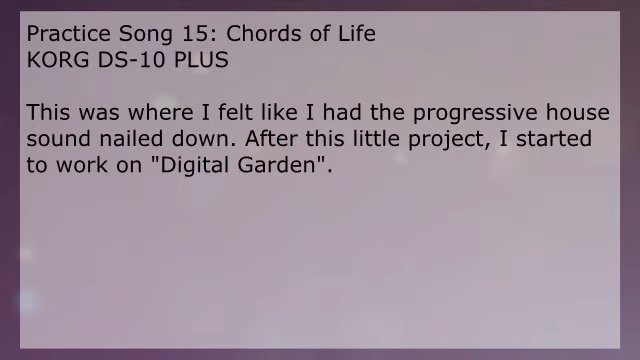 Practice Song 15: Chords of Life
KORG DS-10 PLUS
This was where I felt like I had the progressive house
sound nailed down. After this little project, I started
to work on "Digital Garden".